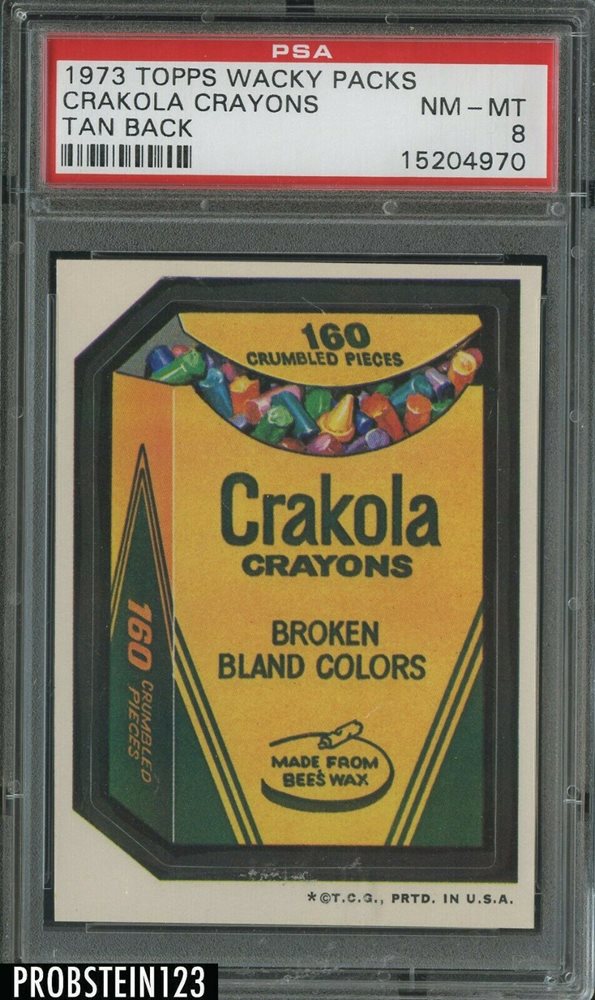 PSA
1973 TOPPS WACKY PACKS
CRAKOLA CRAYONS NM - MT
TAN BACK 8
15204970
160
CRUMBLED PIECES
Crakola
CRAYONS
BROKEN
BLAND COLORS
160 CRUMBLED
PIECES
MADE FROM
BEE'S WAX
*©T.C.G., PRTD. IN U.S.A.
PROBSTEIN123